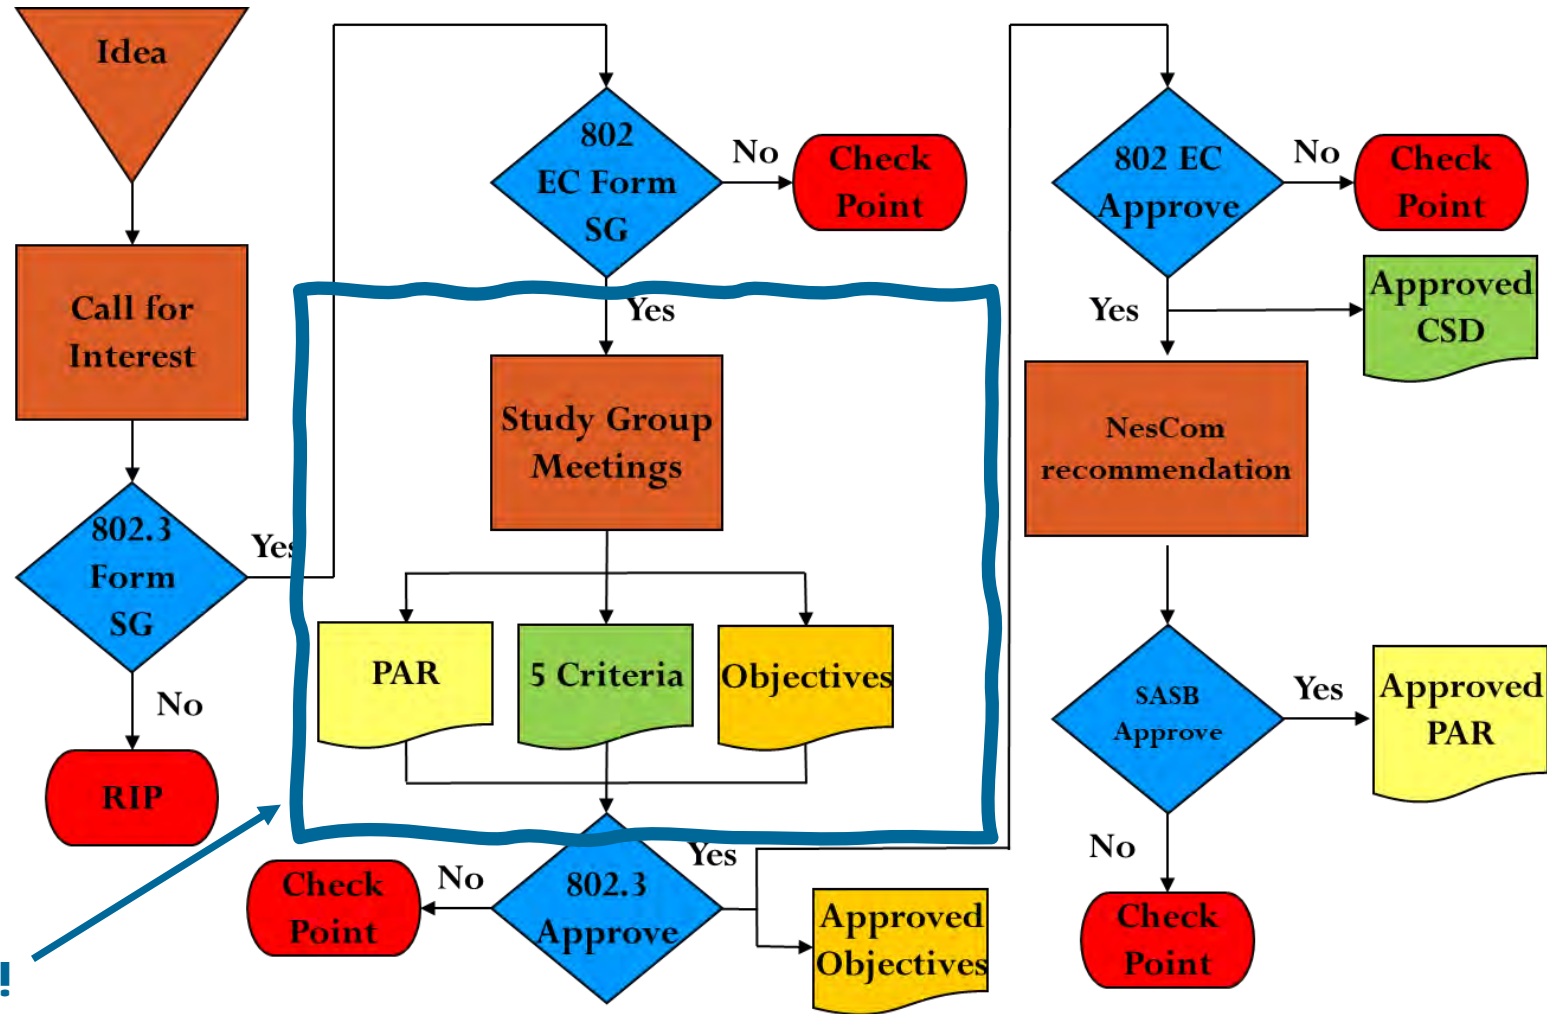 Idea
Call for
Interest
802.3
Form
SG
Yes
No
RIP
802
EC Form
SG
No
Check
Point
Yes
Study Group
Meetings
PAR
5 Criteria
Objectives
802.3
Approve
No
Check
Point
Yes
Approved
Objectives
802 EC
Approve
No
Check
Point
Yes
Approved
CSD
NesCom
recommendation
SASB
Approve
Yes
Approved
PAR
No
Check
Point
!